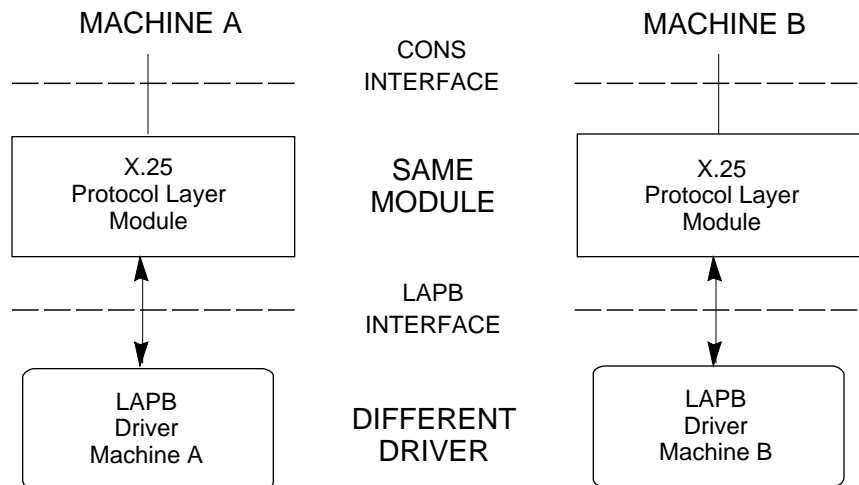 MACHINE A
MACHINE B
CONS
INTERFACE
X.25
Protocol Layer
Module
SAME
MODULE
X.25
Protocol Layer
Module
LAPB
INTERFACE
LAPB
Driver
Machine A
DIFFERENT
DRIVER
LAPB
Driver
Machine B